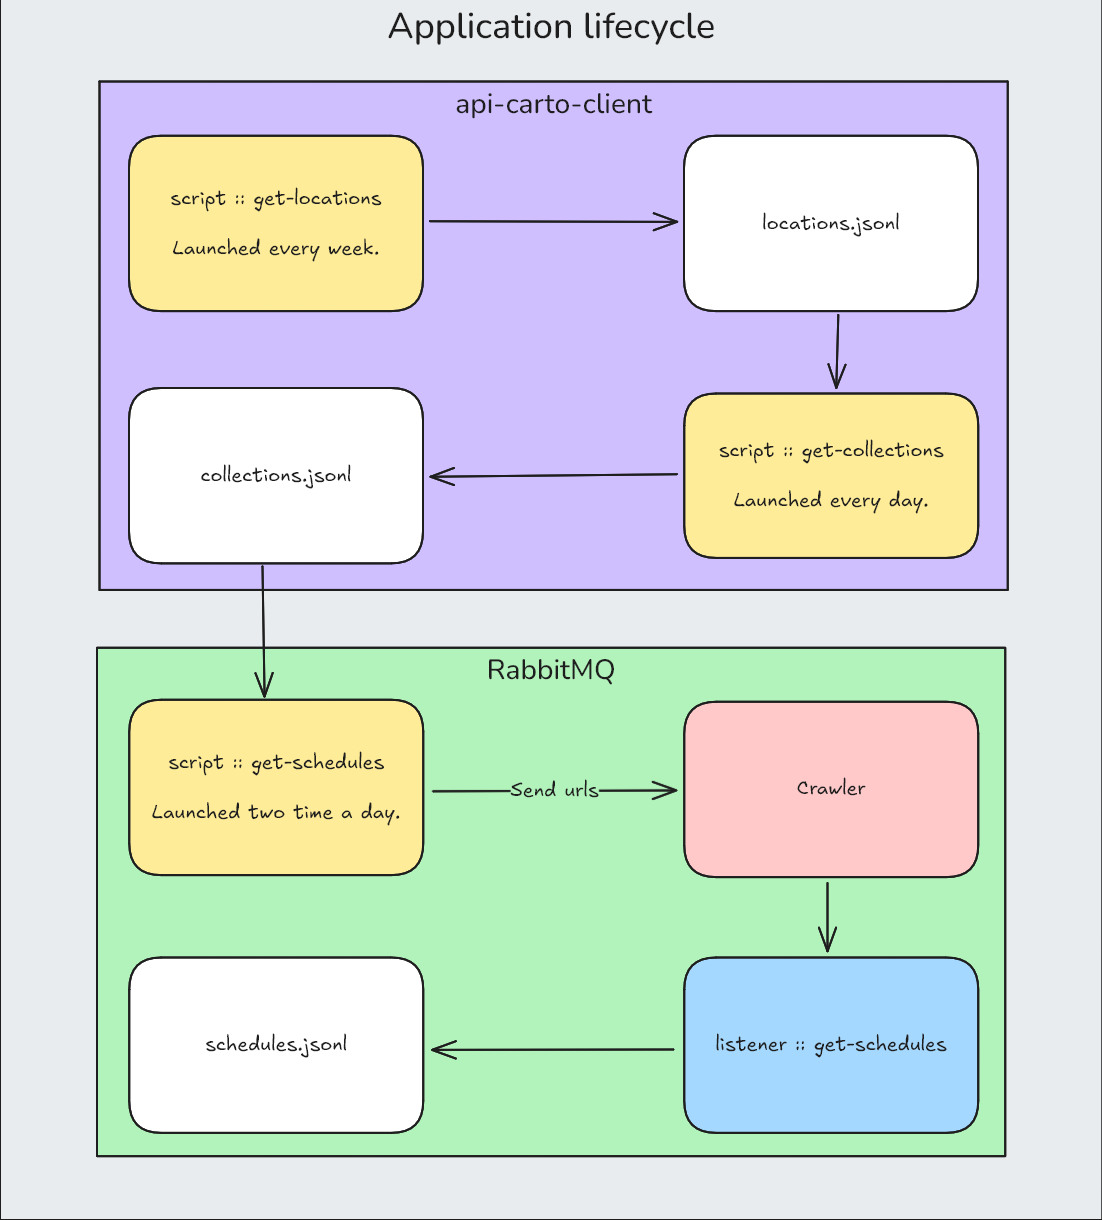 Application lifecycle
api-carto-client
script :: get-locations
Launched every week.
locations.jsonl
collections.jsonl
script :: get-collections
Launched every day.
RabbitMQ
script :: get-schedules
Launched two time a day.
Send urls
Crawler
schedules.jsonl
listener :: get-schedules